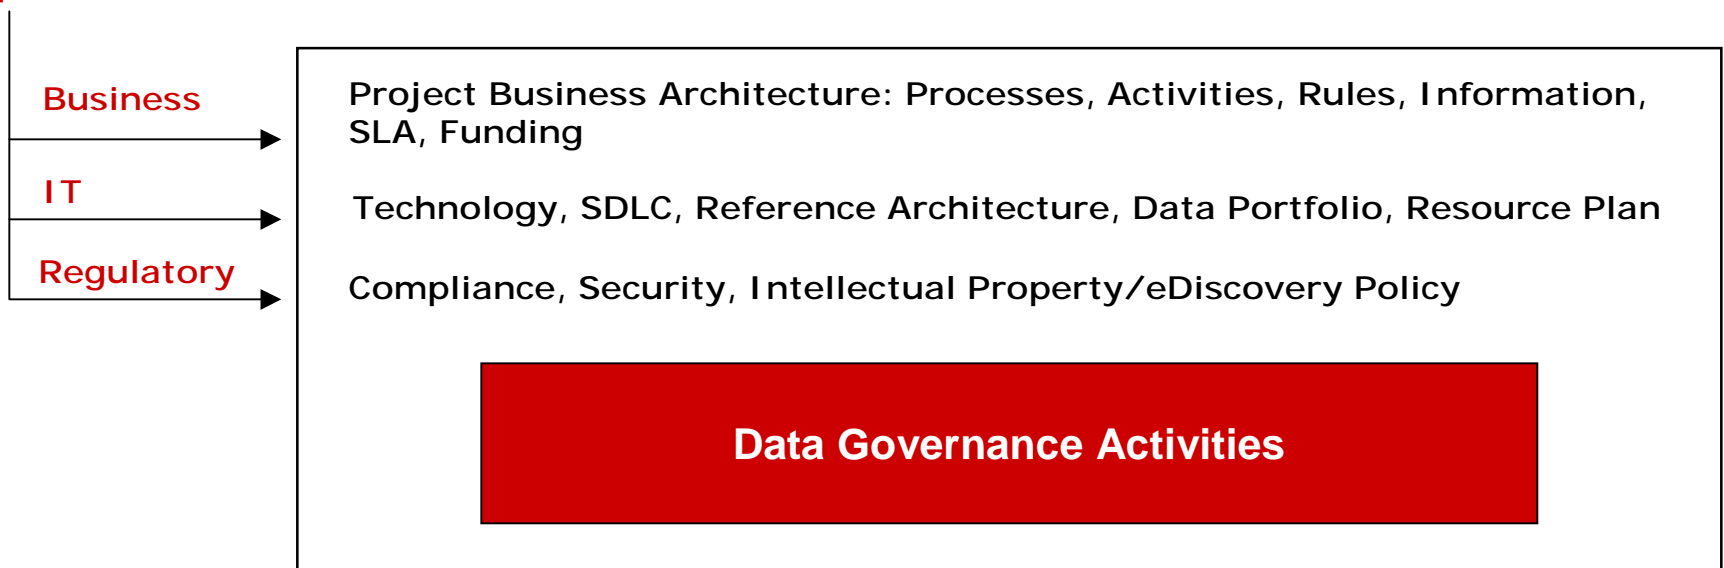 Business
Project Business Architecture: Processes, Activities, Rules, Information,
SLA, Funding
IT
Technology, SDLC, Reference Architecture, Data Portfolio, Resource Plan
Regulatory
Compliance, Security, Intellectual Property/eDiscovery Policy
Data Governance Activities